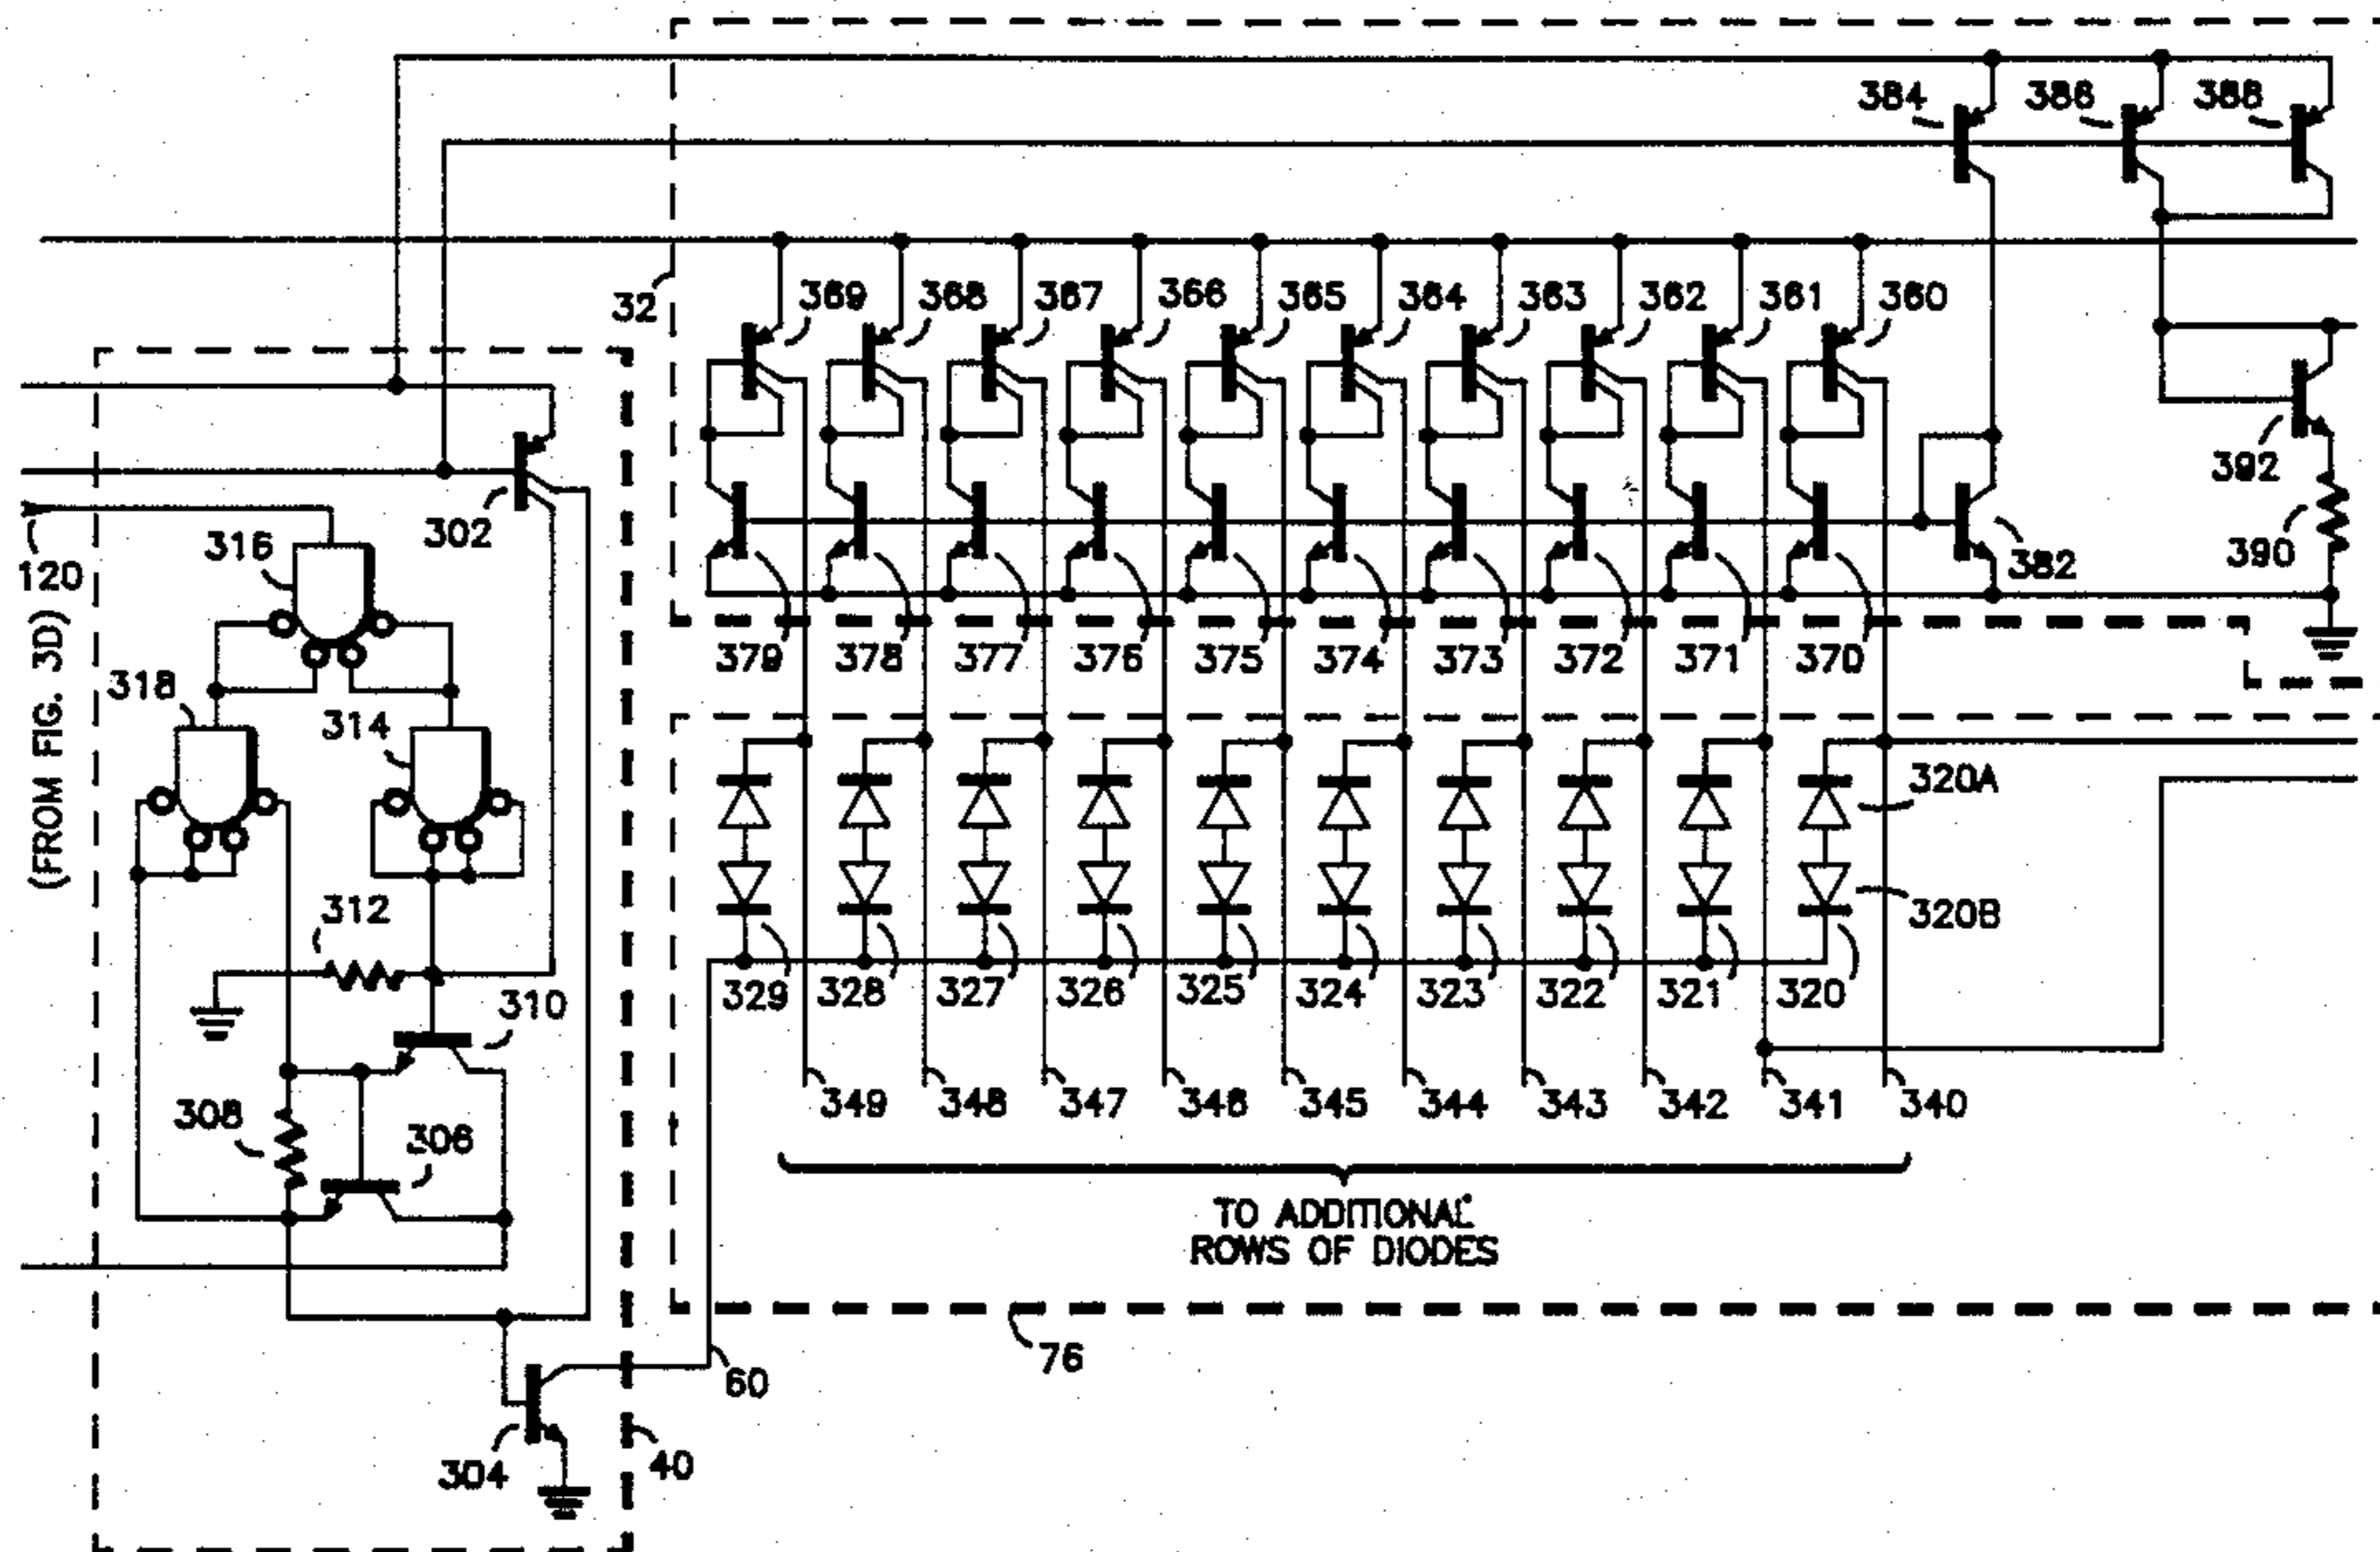 384 386 388
32 369 368 367 366 365 364 363 362 361 360
302 392
316 390
120 382
(FROM FIG. 3D)
379 378 377 376 375 374 373 372 371 370
318 314
320A
312 320B
310 329 328 327 326 325 324 323 322 321 320
308 306 349 348 347 346 345 344 343 342 341 340
TO ADDITIONAL
ROWS OF DIODES
76
60
304 40